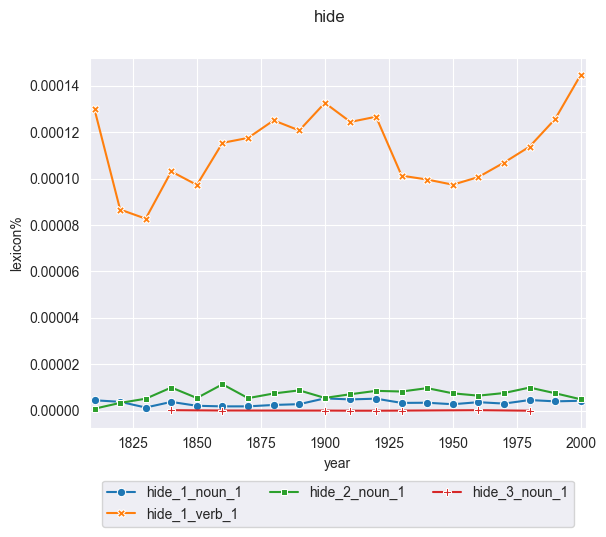 hide
0.00014
0.00012
0.00010
0.00008
0.00006
0.00004
0.00002
0.00000
lexicon%
1825 1850 1875 1900 1925 1950 1975 2000
year
hide_1_noun_1 hide_2_noun_1 hide_3_noun_1
hide_1_verb_1